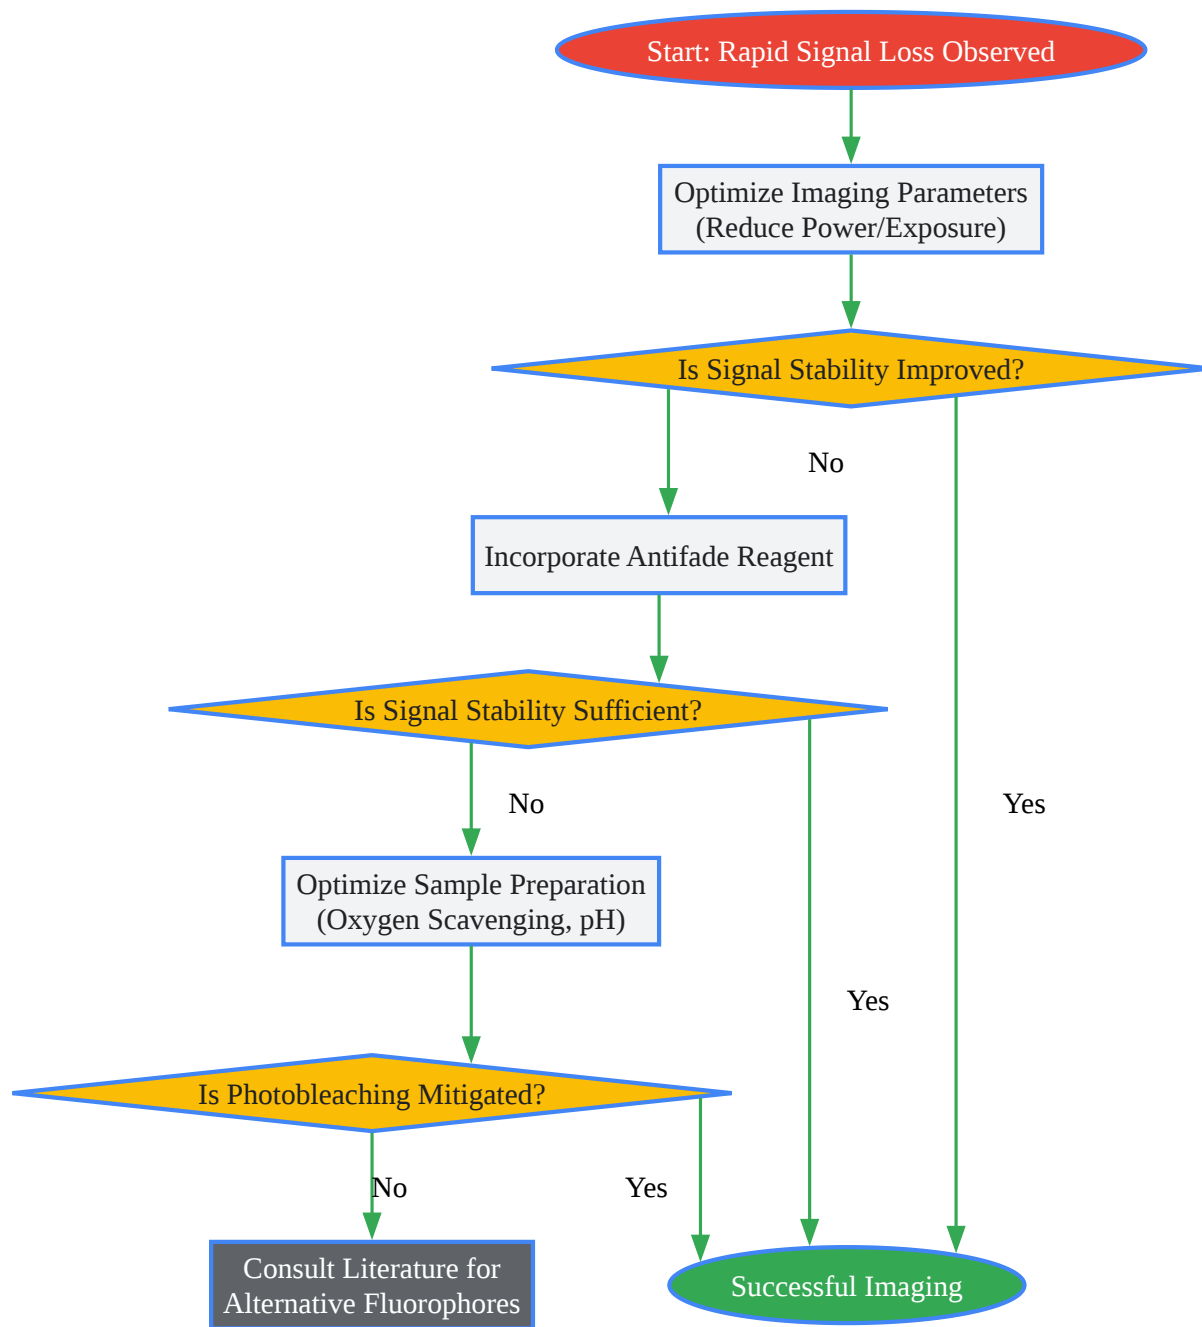 Start: Rapid Signal Loss Observed
Optimize Imaging Parameters
(Reduce Power/Exposure)
Is Signal Stability Improved?
No
Incorporate Antifade Reagent
Is Signal Stability Sufficient?
No
Yes
Optimize Sample Preparation
(Oxygen Scavenging, pH)
Yes
Is Photobleaching Mitigated?
No
Yes
Consult Literature for
Alternative Fluorophores
Successful Imaging